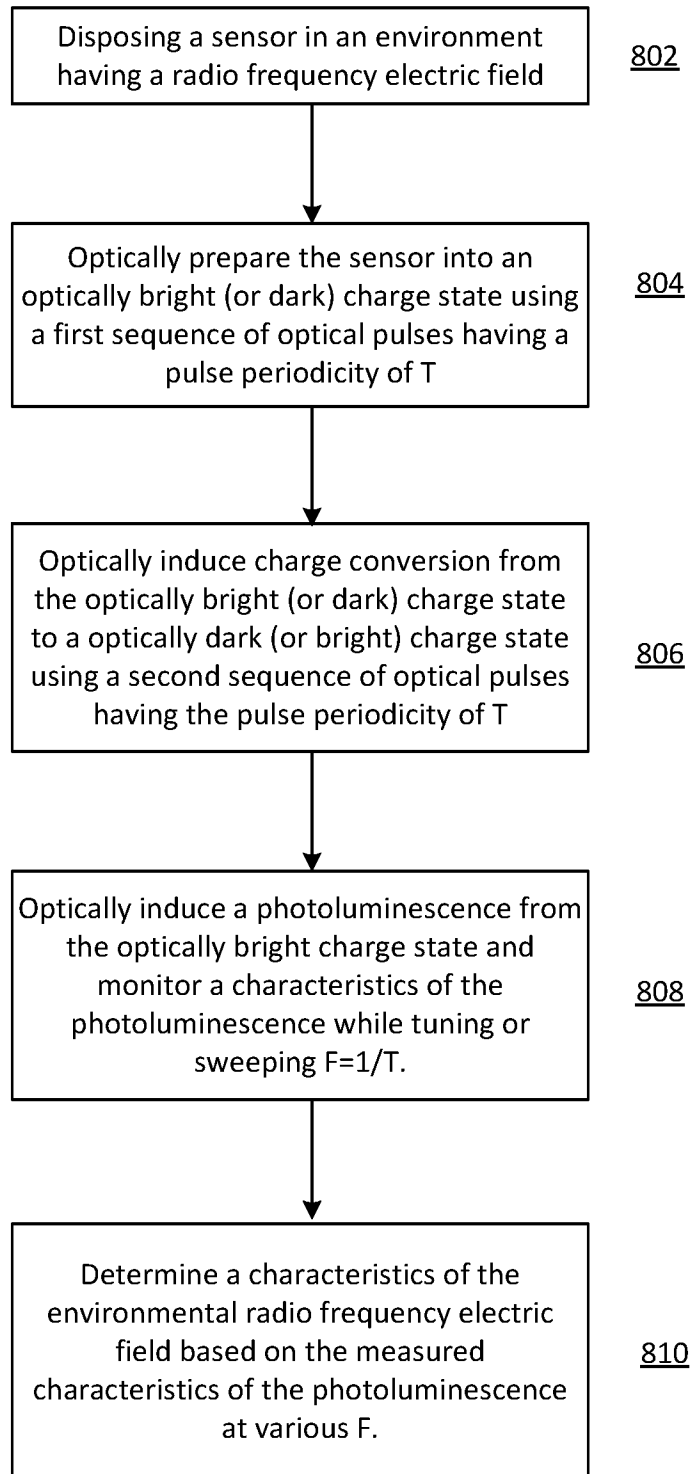 Disposing a sensor in an environment
having a radio frequency electric field
802
Optically prepare the sensor into an
optically bright (or dark) charge state using
a first sequence of optical pulses having a
pulse periodicity of T
804
Optically induce charge conversion from
the optically bright (or dark) charge state
to a optically dark (or bright) charge state
using a second sequence of optical pulses
having the pulse periodicity of T
806
Optically induce a photoluminescence from
the optically bright charge state and
monitor a characteristics of the
photoluminescence while tuning or
sweeping F=1/T.
808
Determine a characteristics of the
environmental radio frequency electric
field based on the measured
characteristics of the photoluminescence
at various F.
810